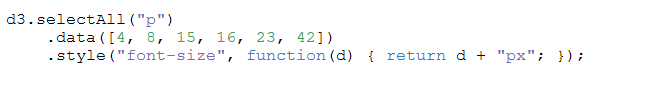 d3.selectAll("p")
    .data([4, 8, 15, 16, 23, 42])
    .style("font-size", function(d) { return d + "px"; });